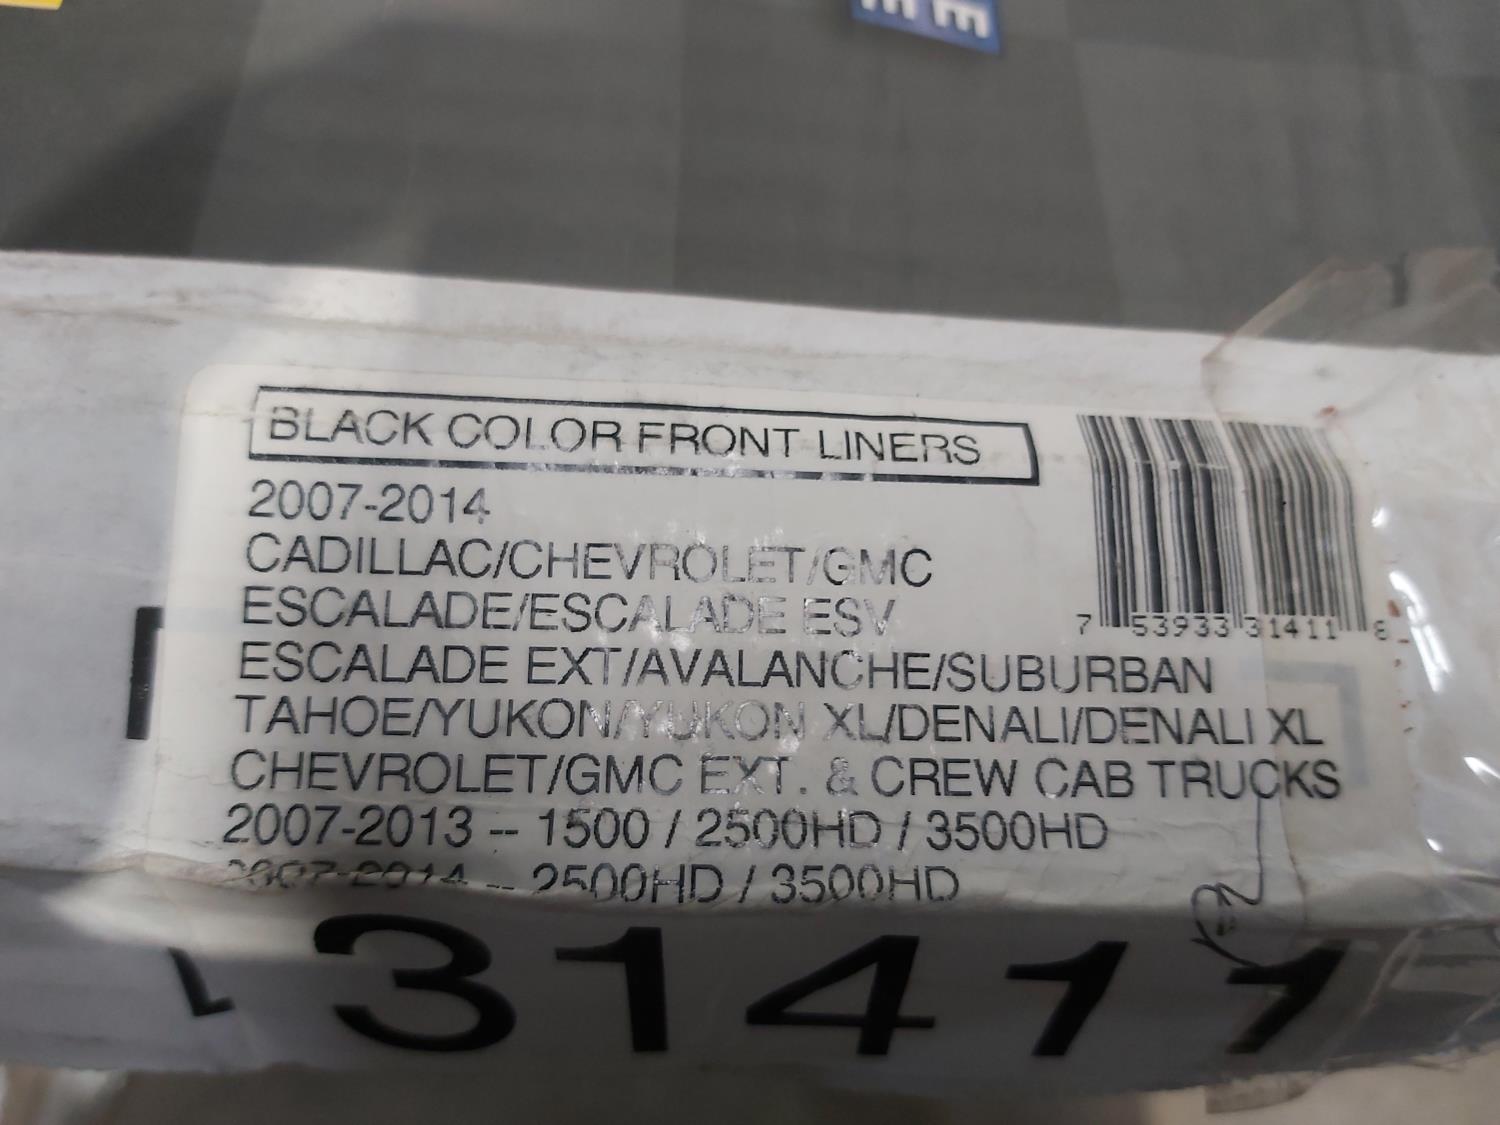 BLACK COLOR FRONT LINERS
2007-2014
CADILLAC/CHEVROLET/GMC
ESCALADE/ESCALADE ESV
ESCALADE EXT/AVALANCHE/SUBURBAN
TAHOE/YUKON/YUKON XL/DENALI/DENALI XL
CHEVROLET/GMC EXT. & CREW CAB TRUCKS
2007-2013 -- 1500 / 2500HD / 3500HD
2007-2014 -- 2500HD / 3500HD
7 53933 31411 8
31411